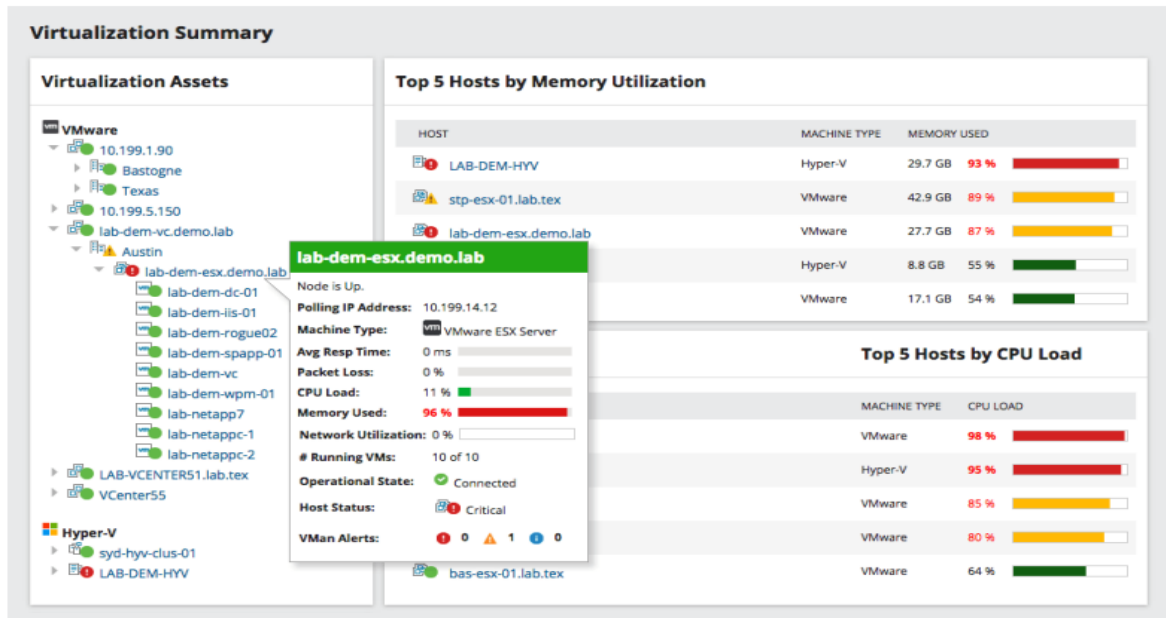 Virtualization Summary
Virtualization Assets
vm VMware
10.199.1.90
Bastogne
Texas
10.199.5.150
lab-dem-vc.demo.lab
Austin
lab-dem-esx.demo.lab
lab-dem-dc-01
lab-dem-iis-01
lab-dem-rogue02
lab-dem-spapp-01
lab-dem-vc
lab-dem-wpm-01
lab-netapp7
lab-netappc-1
lab-netappc-2
LAB-VCENTER51.lab.tex
VCenter55
Hyper-V
syd-hyv-clus-01
LAB-DEM-HYV
lab-dem-esx.demo.lab
Node is Up.
Polling IP Address: 10.199.14.12
Machine Type: vm VMware ESX Server
Avg Resp Time: 0 ms
Packet Loss: 0 %
CPU Load: 11 %
Memory Used: 96 %
Network Utilization: 0 %
# Running VMs: 10 of 10
Operational State: Connected
Host Status: Critical
VMan Alerts: 0 1 0
Top 5 Hosts by Memory Utilization
HOST MACHINE TYPE MEMORY USED
LAB-DEM-HYV Hyper-V 29.7 GB 93 %
stp-esx-01.lab.tex VMware 42.9 GB 89 %
lab-dem-esx.demo.lab VMware 27.7 GB 87 %
Hyper-V 8.8 GB 55 %
VMware 17.1 GB 54 %
Top 5 Hosts by CPU Load
MACHINE TYPE CPU LOAD
VMware 98 %
Hyper-V 95 %
VMware 85 %
VMware 80 %
bas-esx-01.lab.tex VMware 64 %